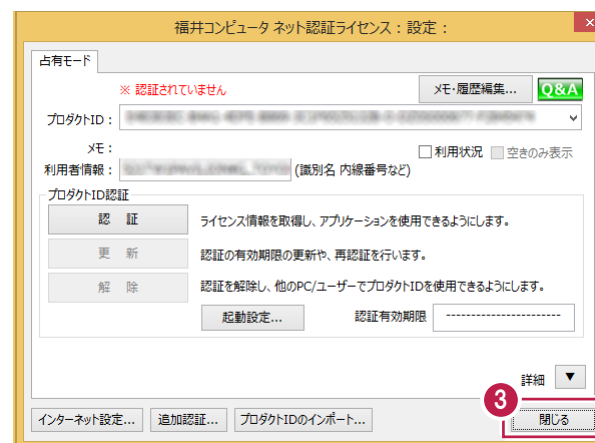 福井コンピュータ ネット認証ライセンス：設定：
占有モード
※ 認証されていません
メモ・履歴編集...
Q&A
プロダクトID：
メモ：
利用状況
空きのみ表示
利用者情報：
(識別名 内線番号など)
プロダクトID認証
認 証
ライセンス情報を取得し、アプリケーションを使用できるようにします。
更 新
認証の有効期限の更新や、再認証を行います。
解 除
認証を解除し、他のPC/ユーザーでプロダクトIDを使用できるようにします。
起動設定...
認証有効期限
-----------------------
詳細 ▼
3
インターネット設定...
追加認証...
プロダクトIDのインポート...
閉じる